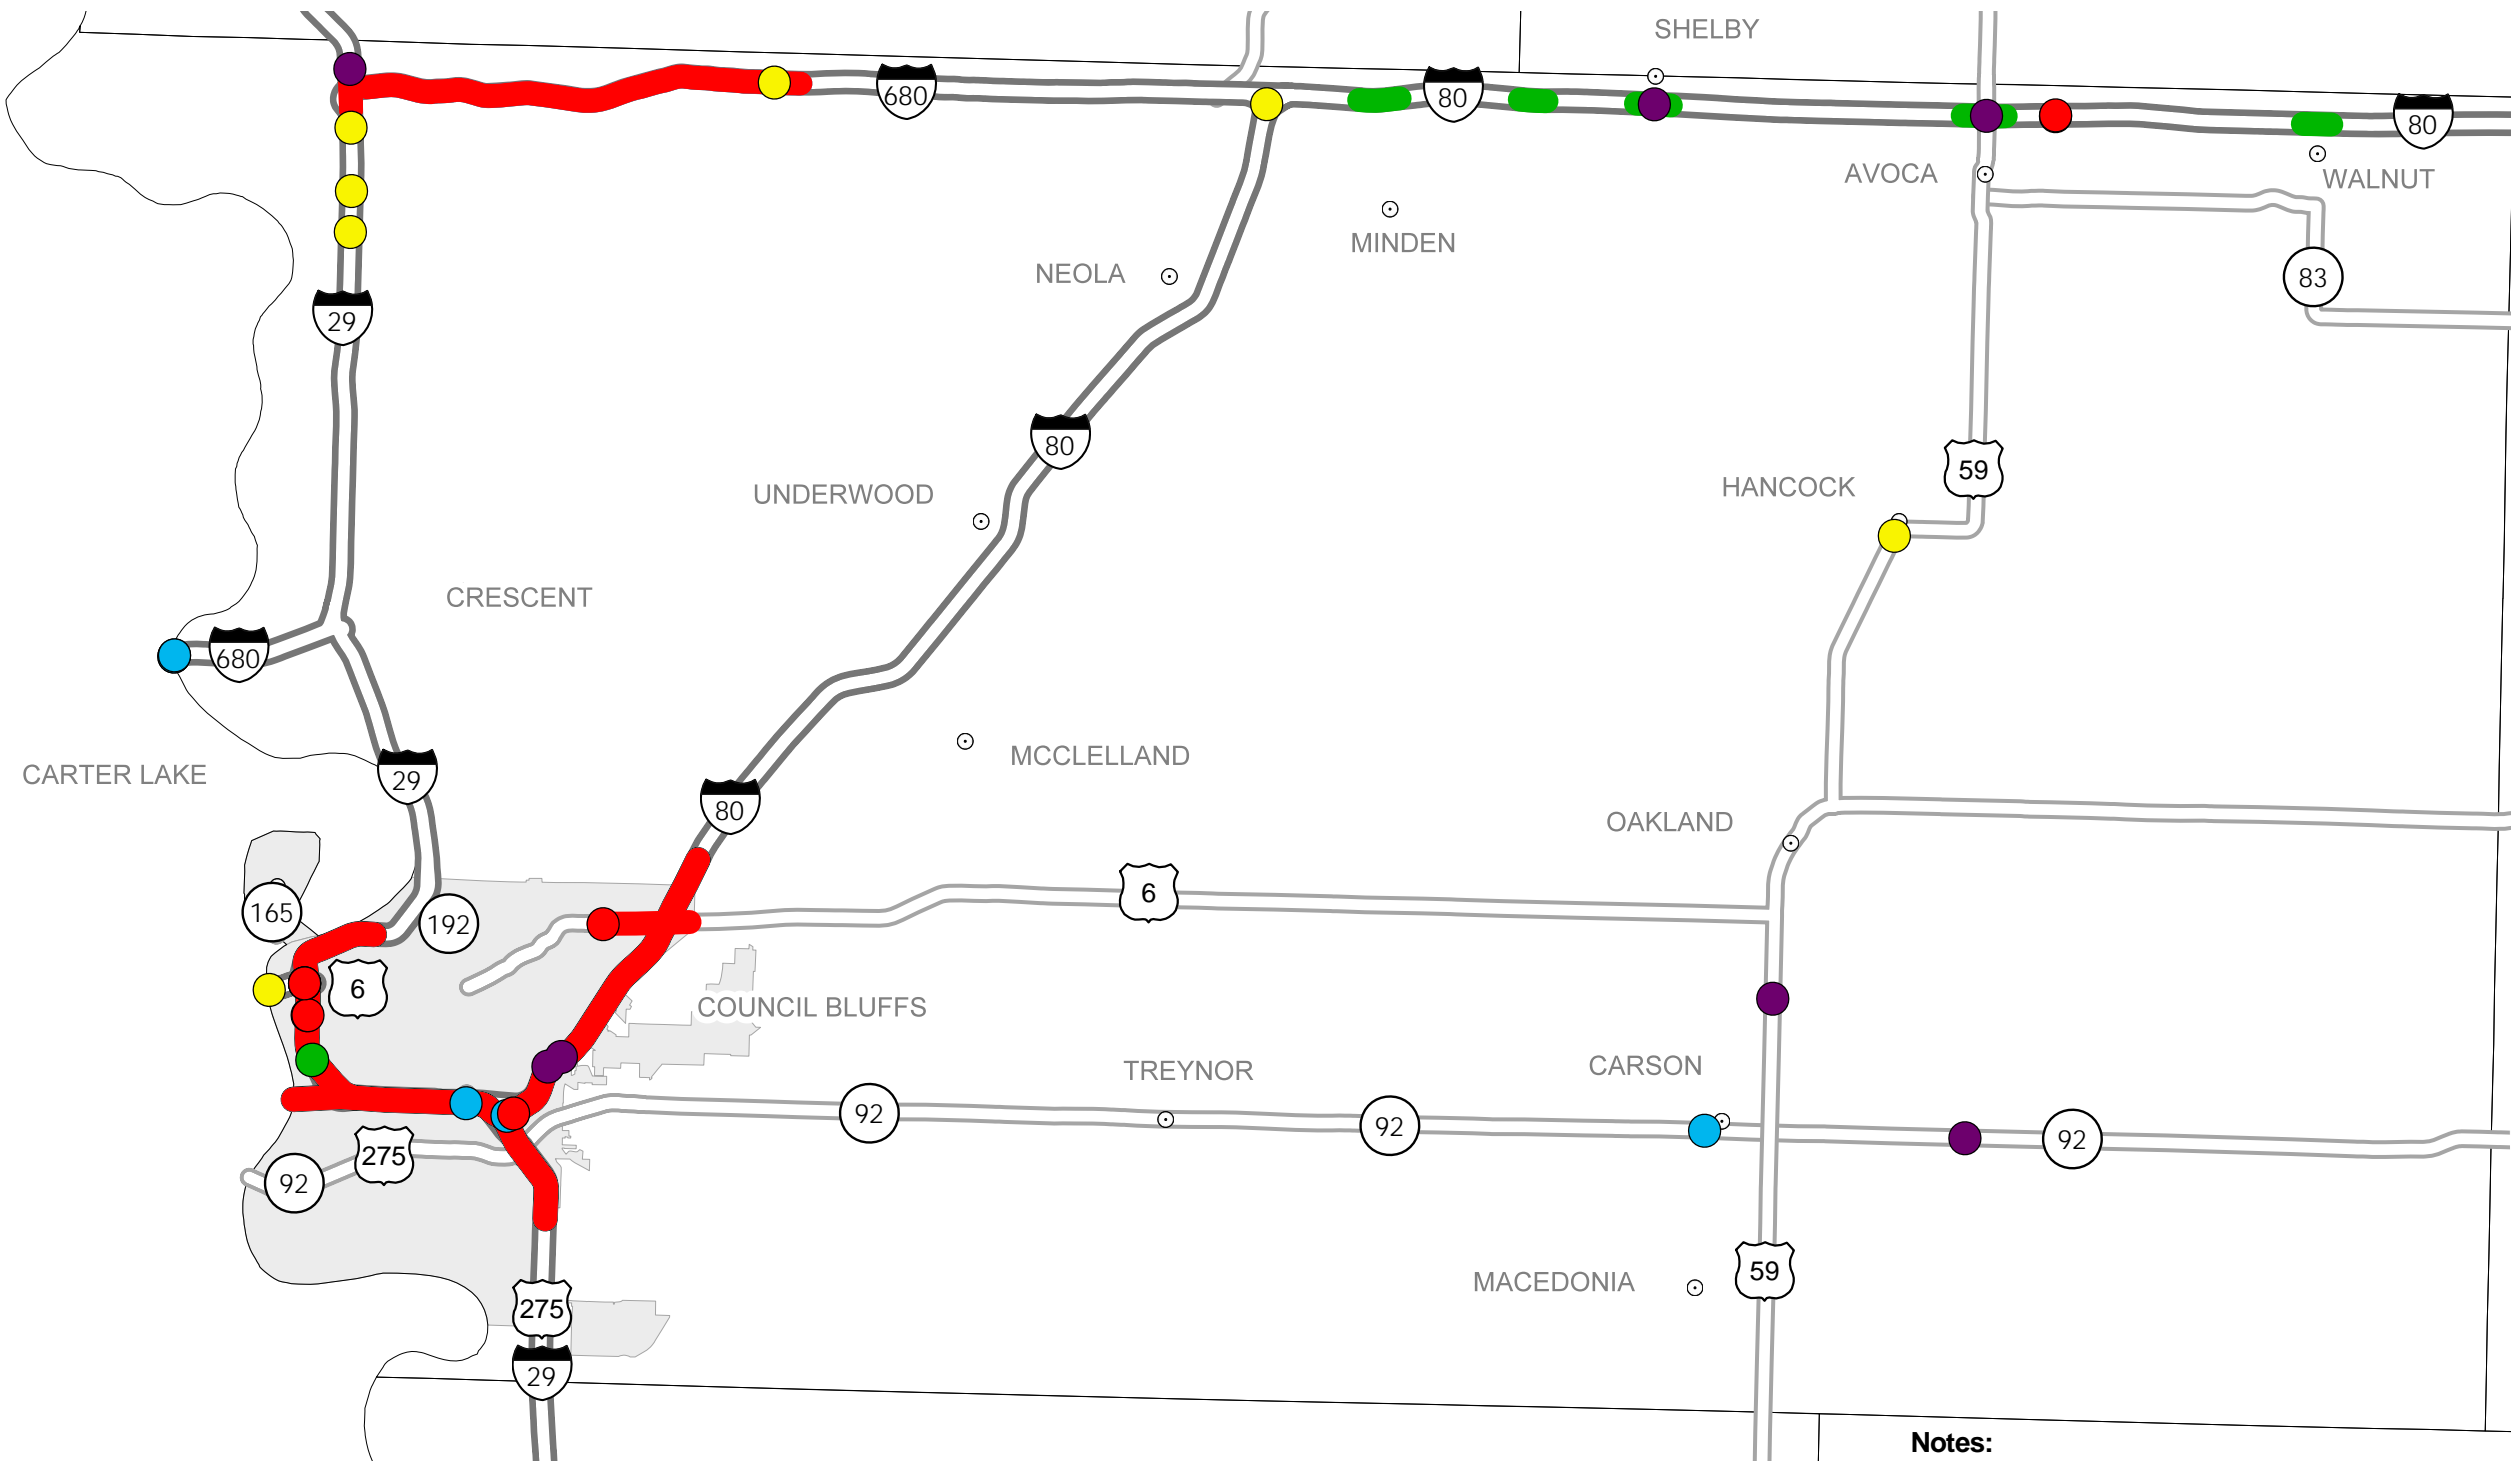 SHELBY
680
80
80
AVOCA
WALNUT
MINDEN
NEOLA
83
29
80
59
UNDERWOOD
HANCOCK
CRESCENT
680
MCCLELLAND
CARTER LAKE
29
80
OAKLAND
6
165
192
6
COUNCIL BLUFFS
TREYNOR
CARSON
92
92
92
275
92
MACEDONIA
59
275
29
Notes: